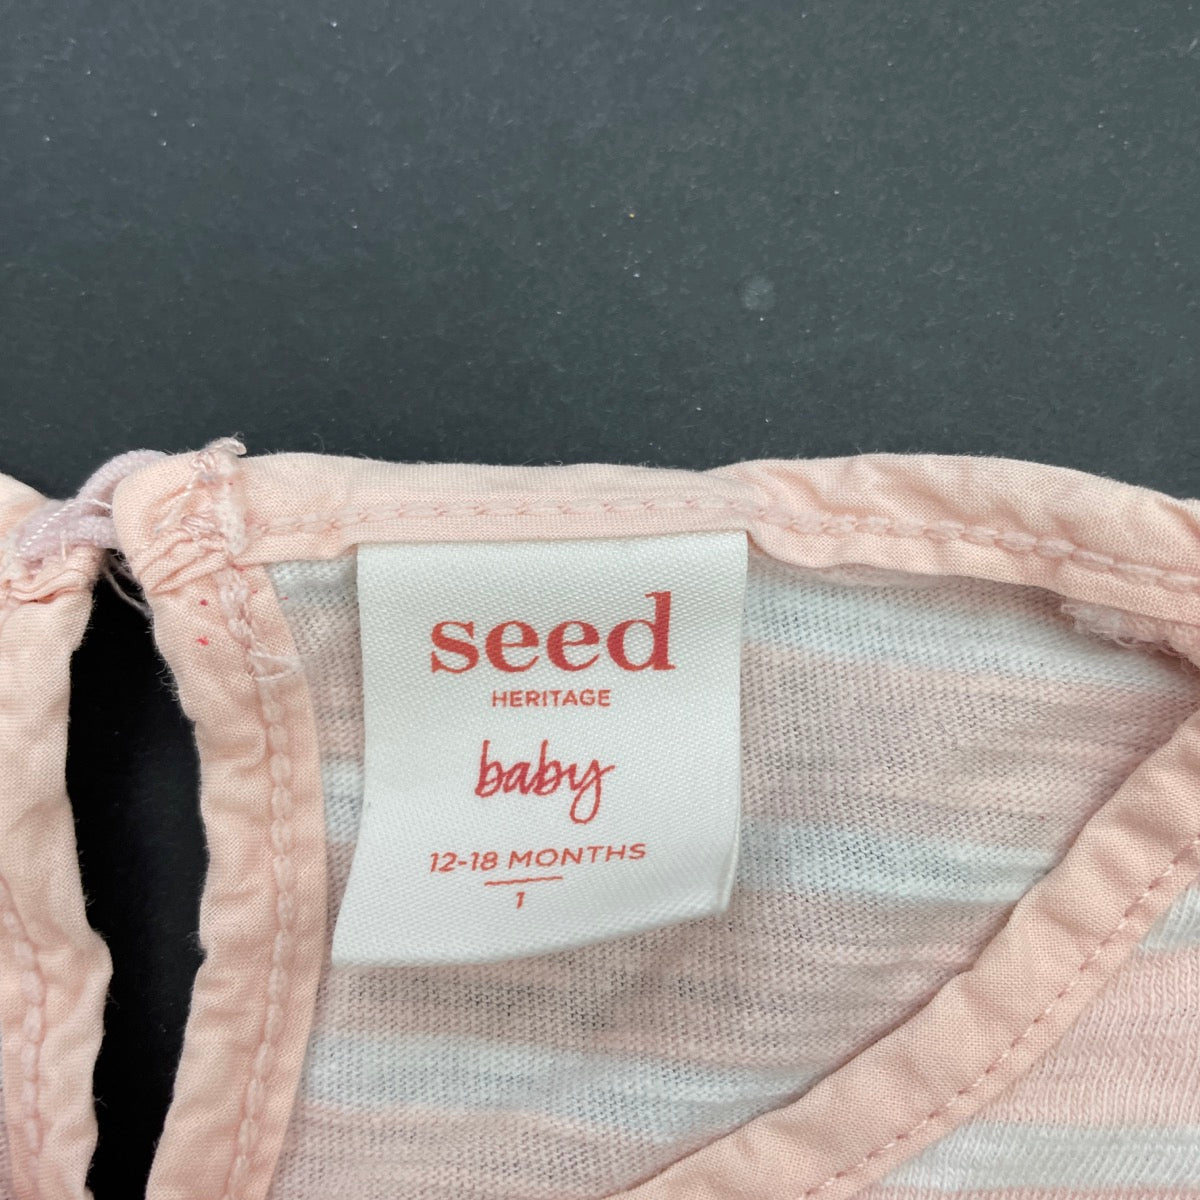 seed
HERITAGE
baby
12-18 MONTHS
1